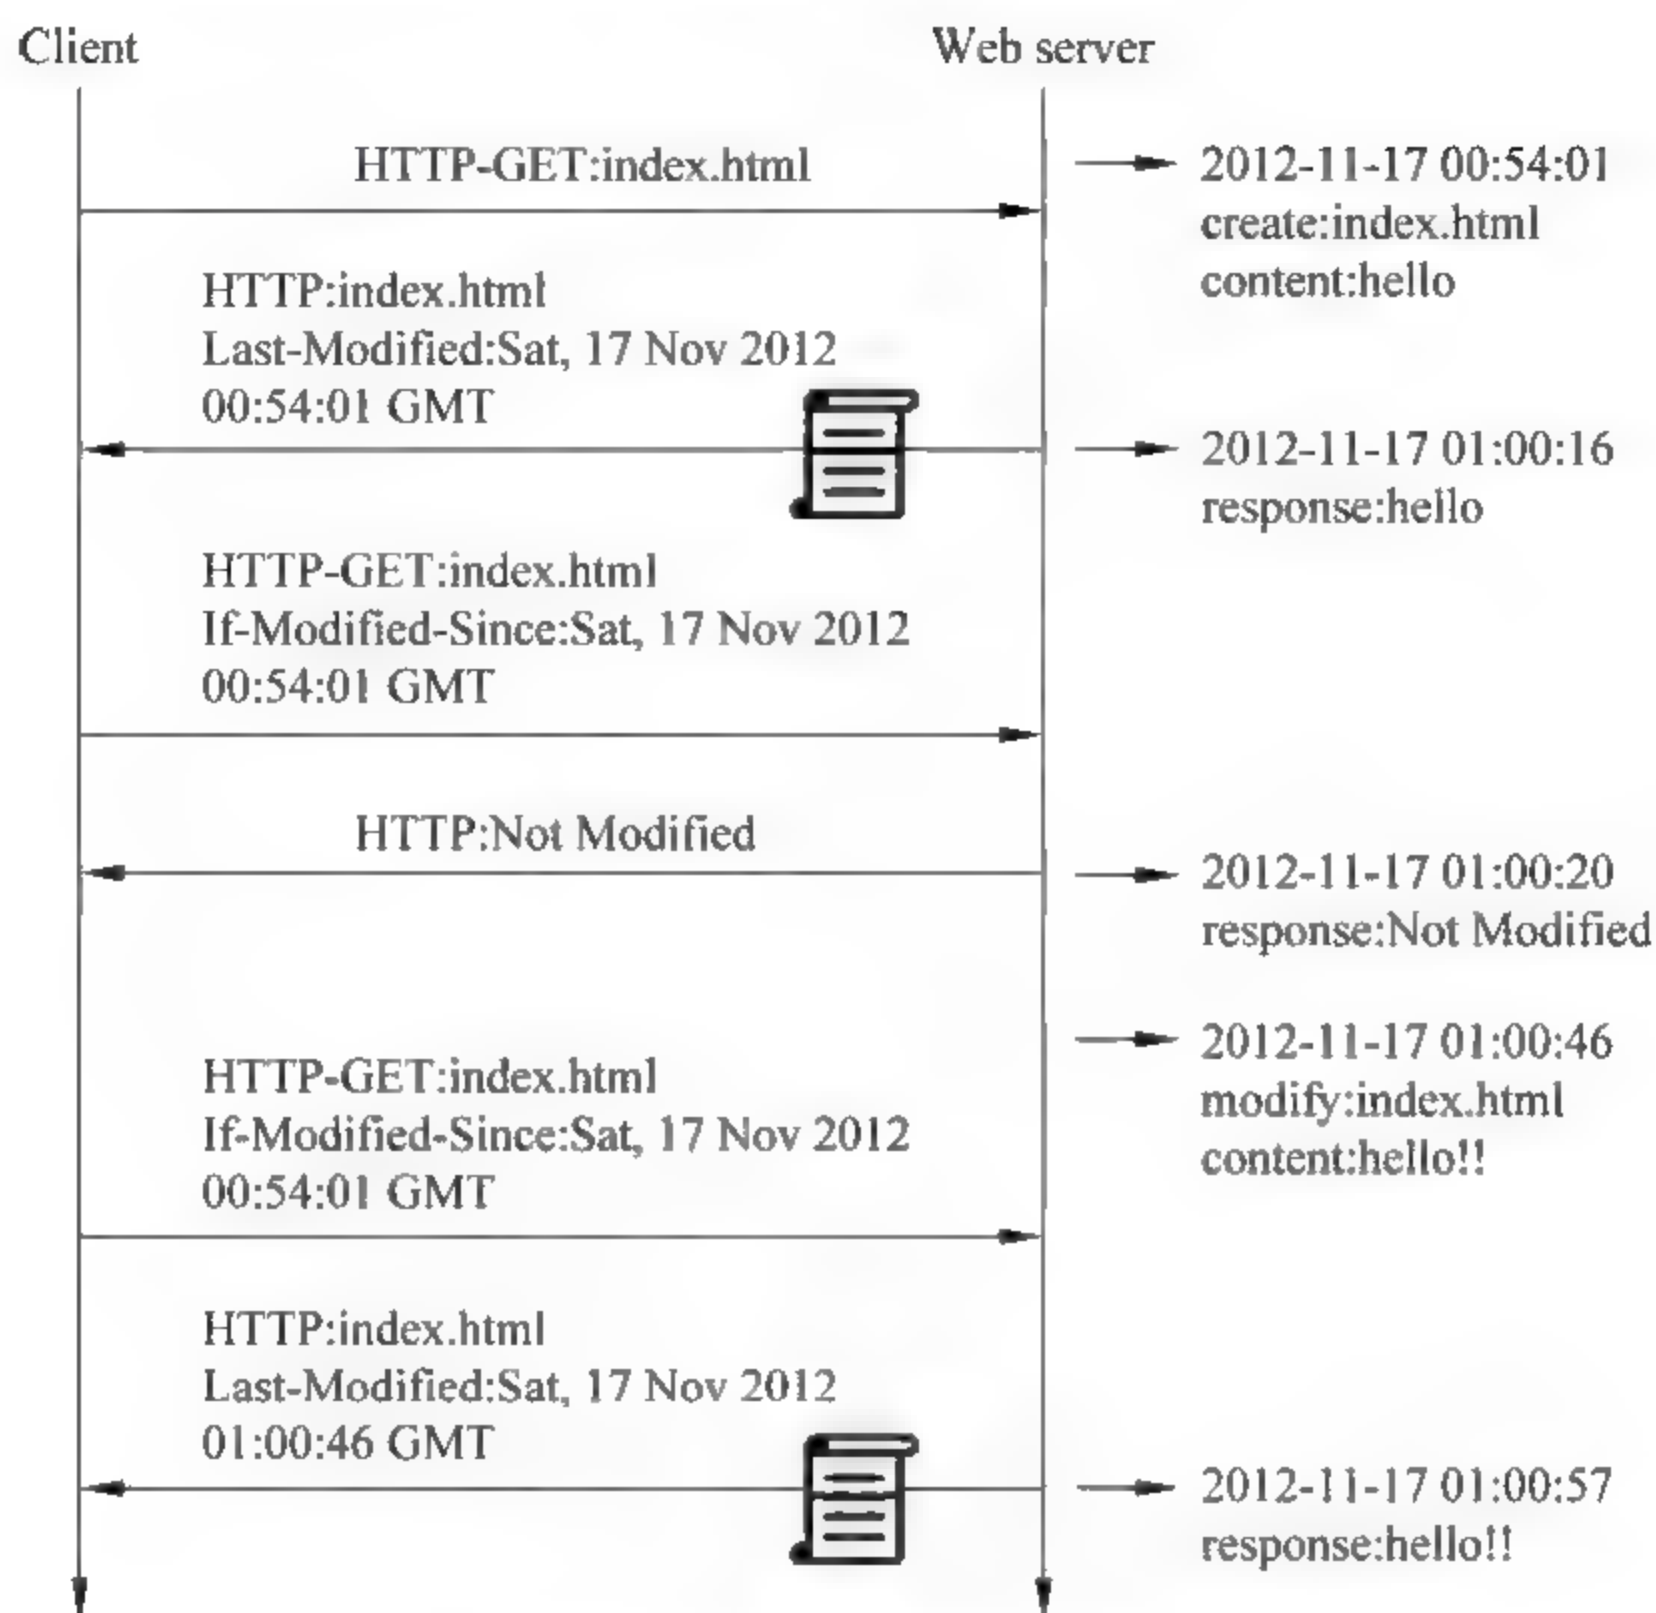 Client
Web server
HTTP-GET:index.html
2012-11-17 00:54:01
create:index.html
content:hello
HTTP:index.html
Last-Modified:Sat, 17 Nov 2012
00:54:01 GMT
2012-11-17 01:00:16
response:hello
HTTP-GET:index.html
If-Modified-Since:Sat, 17 Nov 2012
00:54:01 GMT
HTTP:Not Modified
2012-11-17 01:00:20
response:Not Modified
2012-11-17 01:00:46
modify:index.html
content:hello!!
HTTP-GET:index.html
If-Modified-Since:Sat, 17 Nov 2012
00:54:01 GMT
HTTP:index.html
Last-Modified:Sat, 17 Nov 2012
01:00:46 GMT
2012-11-17 01:00:57
response:hello!!